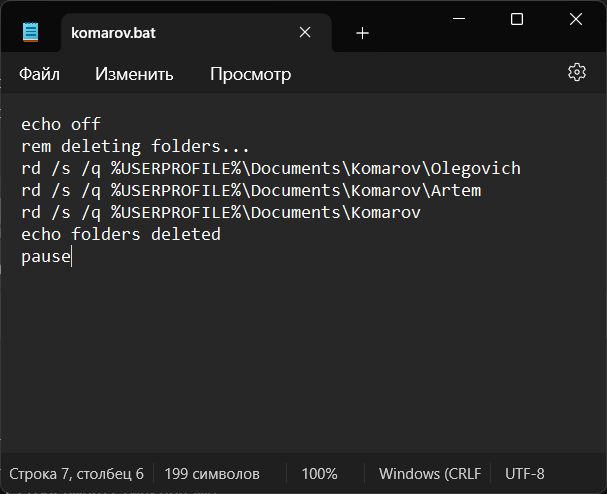 komarov.bat
Файл Изменить Просмотр
echo off
rem deleting folders...
rd /s /q %USERPROFILE%\Documents\Komarov\Olegovich
rd /s /q %USERPROFILE%\Documents\Komarov\Artem
rd /s /q %USERPROFILE%\Documents\Komarov
echo folders deleted
pause
Строка 7, столбец 6 199 символов 100% Windows (CRLF UTF-8